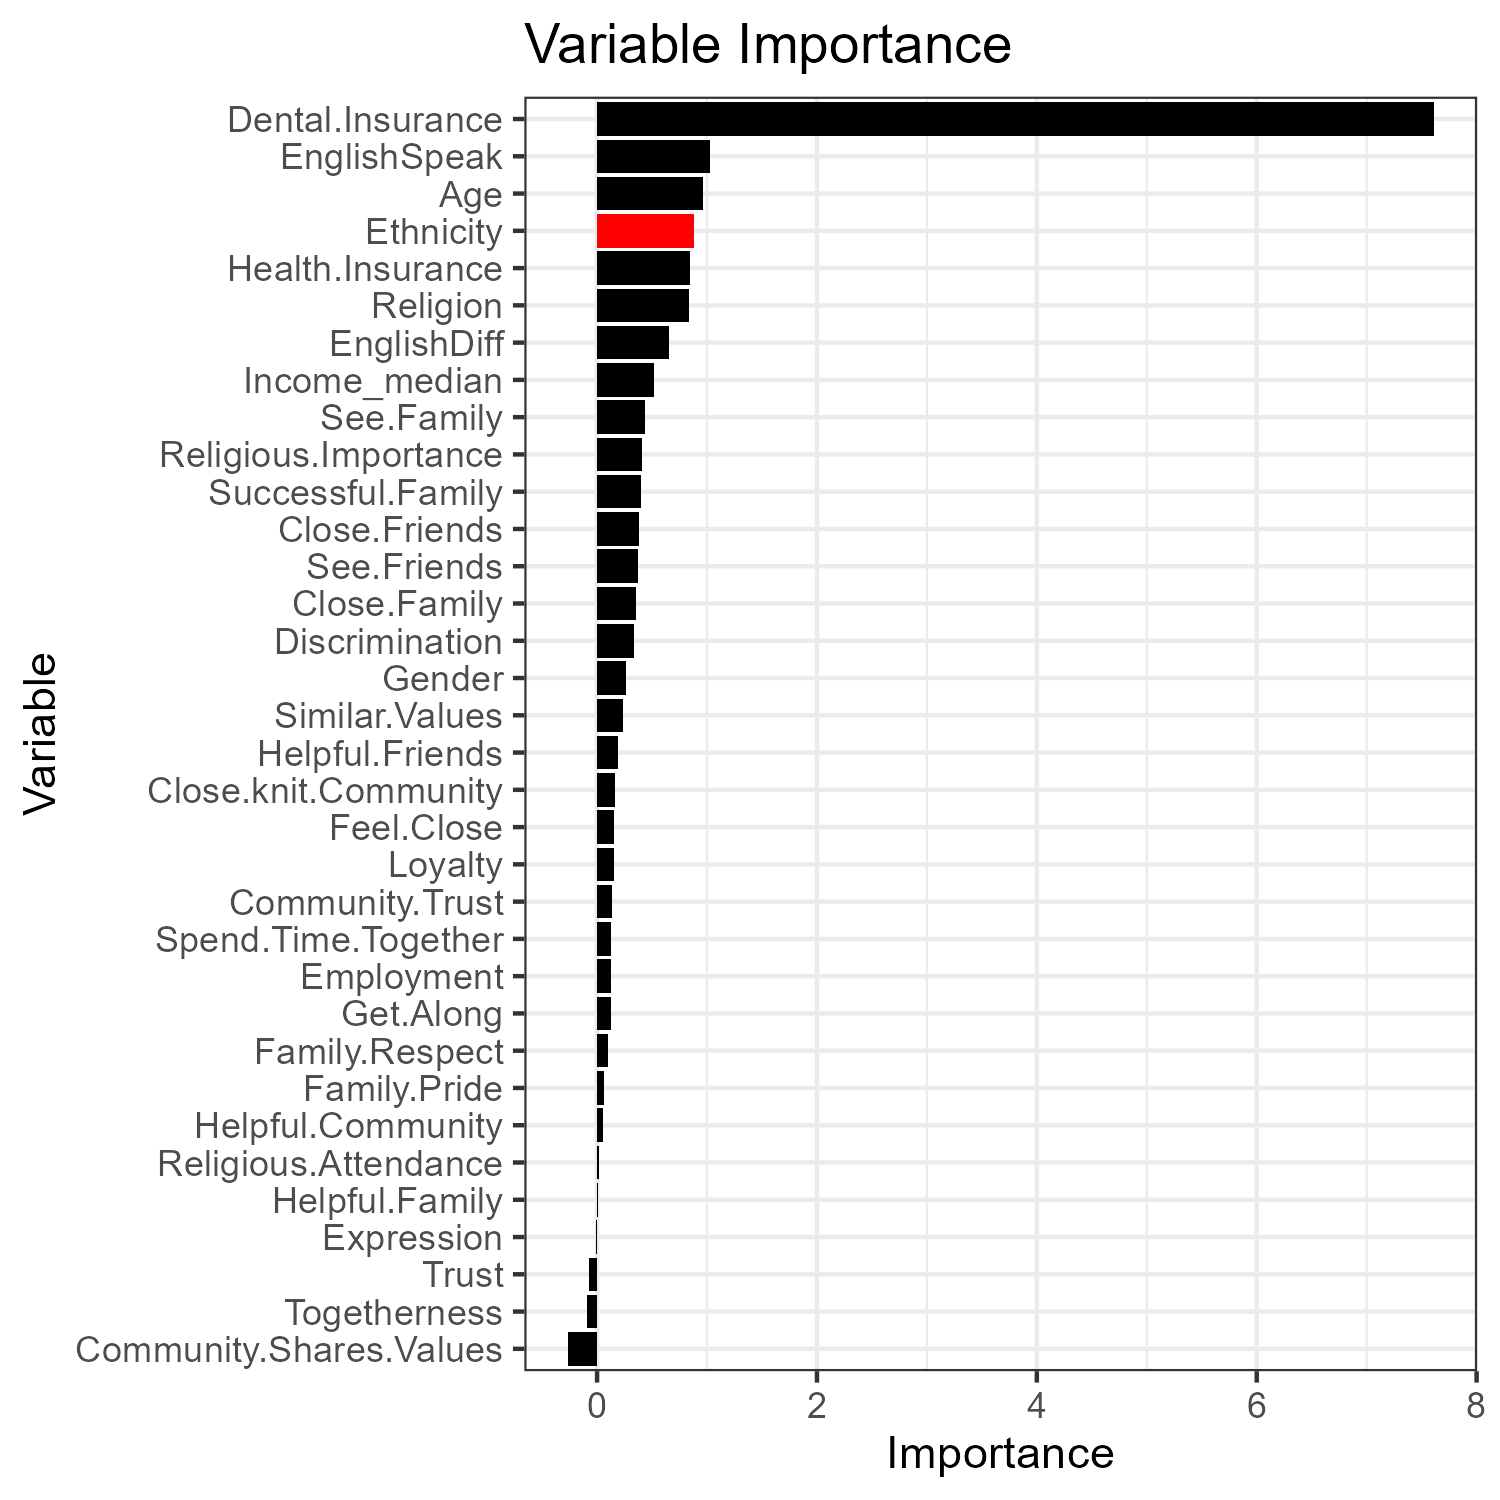 Variable Importance
Dental.Insurance
EnglishSpeak
Age
Ethnicity
Health.Insurance
Religion
EnglishDiff
Income_median
See.Family
Religious.Importance
Successful.Family
Close.Friends
See.Friends
Close.Family
Discrimination
Gender
Similar.Values
Helpful.Friends
Close.knit.Community
Feel.Close
Loyalty
Community.Trust
Spend.Time.Together
Employment
Get.Along
Family.Respect
Family.Pride
Helpful.Community
Religious.Attendance
Helpful.Family
Expression
Trust
Togetherness
Community.Shares.Values
Variable
0 2 4 6 8
Importance